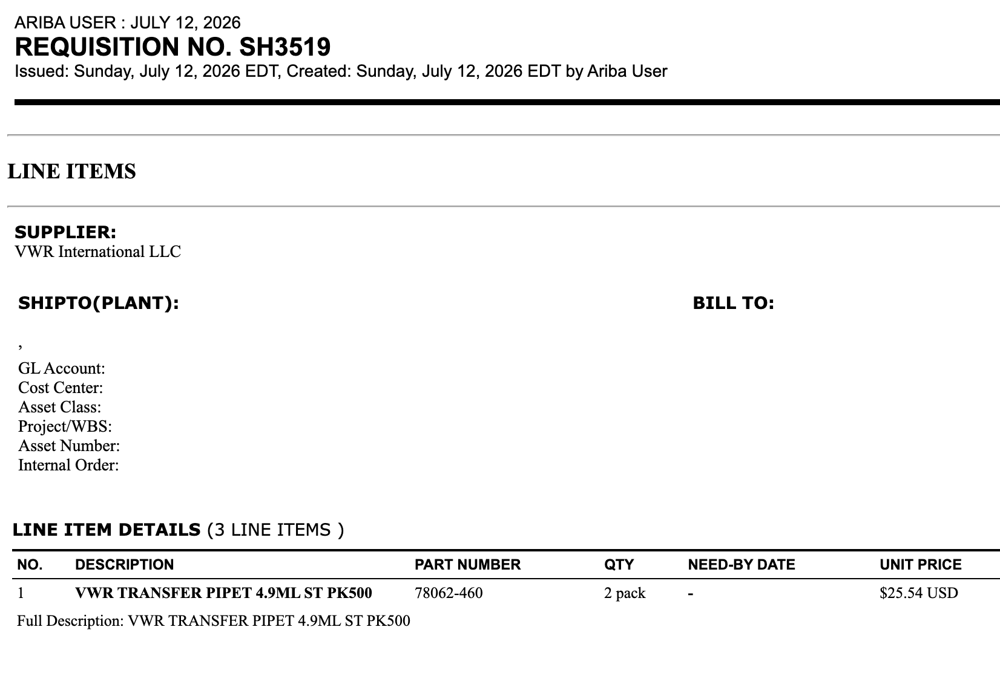 ARIBA USER : JULY 12, 2026
REQUISITION NO. SH3519
Issued: Sunday, July 12, 2026 EDT, Created: Sunday, July 12, 2026 EDT by Ariba User
LINE ITEMS
SUPPLIER:
VWR International LLC
SHIPTO(PLANT): BILL TO:
,
GL Account:
Cost Center:
Asset Class:
Project/WBS:
Asset Number:
Internal Order:
LINE ITEM DETAILS (3 LINE ITEMS )
NO. DESCRIPTION PART NUMBER QTY NEED-BY DATE UNIT PRICE
1 VWR TRANSFER PIPET 4.9ML ST PK500 78062-460 2 pack - $25.54 USD
Full Description: VWR TRANSFER PIPET 4.9ML ST PK500